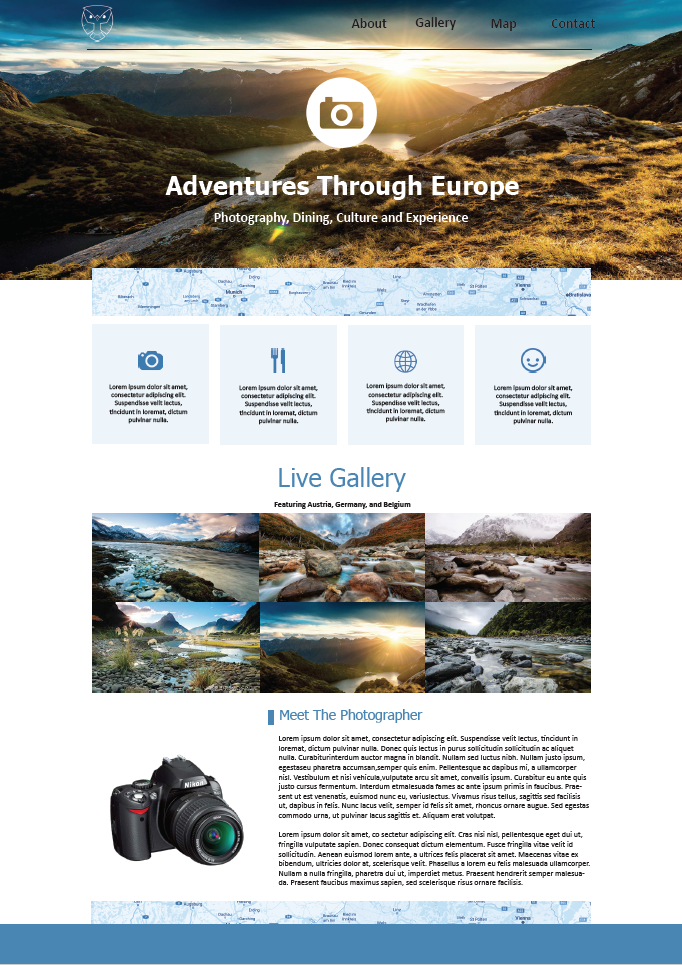 About Gallery Map Contact
Adventures Through Europe
Photography, Dining, Culture and Experience
Augsburg
Munich
Vienna
Bratislava
Lorem ipsum dolor sit amet,
consectetur adipiscing elit.
Suspendisse velit lectus,
tincidunt in loremat, dictum
pulvinar nulla.
Lorem ipsum dolor sit amet,
consectetur adipiscing elit.
Suspendisse velit lectus,
tincidunt in loremat, dictum
pulvinar nulla.
Lorem ipsum dolor sit amet,
consectetur adipiscing elit.
Suspendisse velit lectus,
tincidunt in loremat, dictum
pulvinar nulla.
Lorem ipsum dolor sit amet,
consectetur adipiscing elit.
Suspendisse velit lectus,
tincidunt in loremat, dictum
pulvinar nulla.
Live Gallery
Featuring Austria, Germany, and Belgium
Meet The Photographer
Lorem ipsum dolor sit amet, consectetur adipiscing elit. Suspendisse velit lectus, tincidunt in
loremat, dictum pulvinar nulla. Donec quis lectus in purus sollicitudin sollicitudin ac aliquet
nulla. Curabiturinterdum auctor magna in blandit. Nullam sed luctus nibh. Nullam justo ipsum,
egestaseu pharetra accumsan,semper quis enim. Pellentesque ac dapibus mi, a ullamcorper
nisl. Vestibulum et nisi vehicula,vulputate arcu sit amet, convallis ipsum. Curabitur eu ante quis
justo cursus fermentum. Interdum etmalesuada fames ac ante ipsum primis in faucibus. Prae-
sent ut est venenatis, euismod nunc eu, variuslectus. Vivamus risus tellus, sagittis sed facilisis
ut, dapibus in felis. Nunc lacus velit, semper id felis sit amet, rhoncus ornare augue. Sed egestas
commodo urna, ut pulvinar lacus sagittis et. Aliquam erat volutpat.
Lorem ipsum dolor sit amet, co sectetur adipiscing elit. Cras nisi nisl, pellentesque eget dui ut,
fringilla vulputate sapien. Donec consequat dictum elementum. Fusce fringilla vitae velit id
sollicitudin. Aenean euismod lorem ante, a ultrices felis placerat sit amet. Maecenas vitae ex
bibendum, ultricies dolor at, scelerisque velit. Phasellus a lorem eu felis malesuada ullamcorper.
Nullam a nulla fringilla, pharetra dui ut, imperdiet metus. Praesent hendrerit semper malesua-
da. Praesent faucibus maximus sapien, sed scelerisque risus ornare facilisis.
Nikon
Munich
Vienna